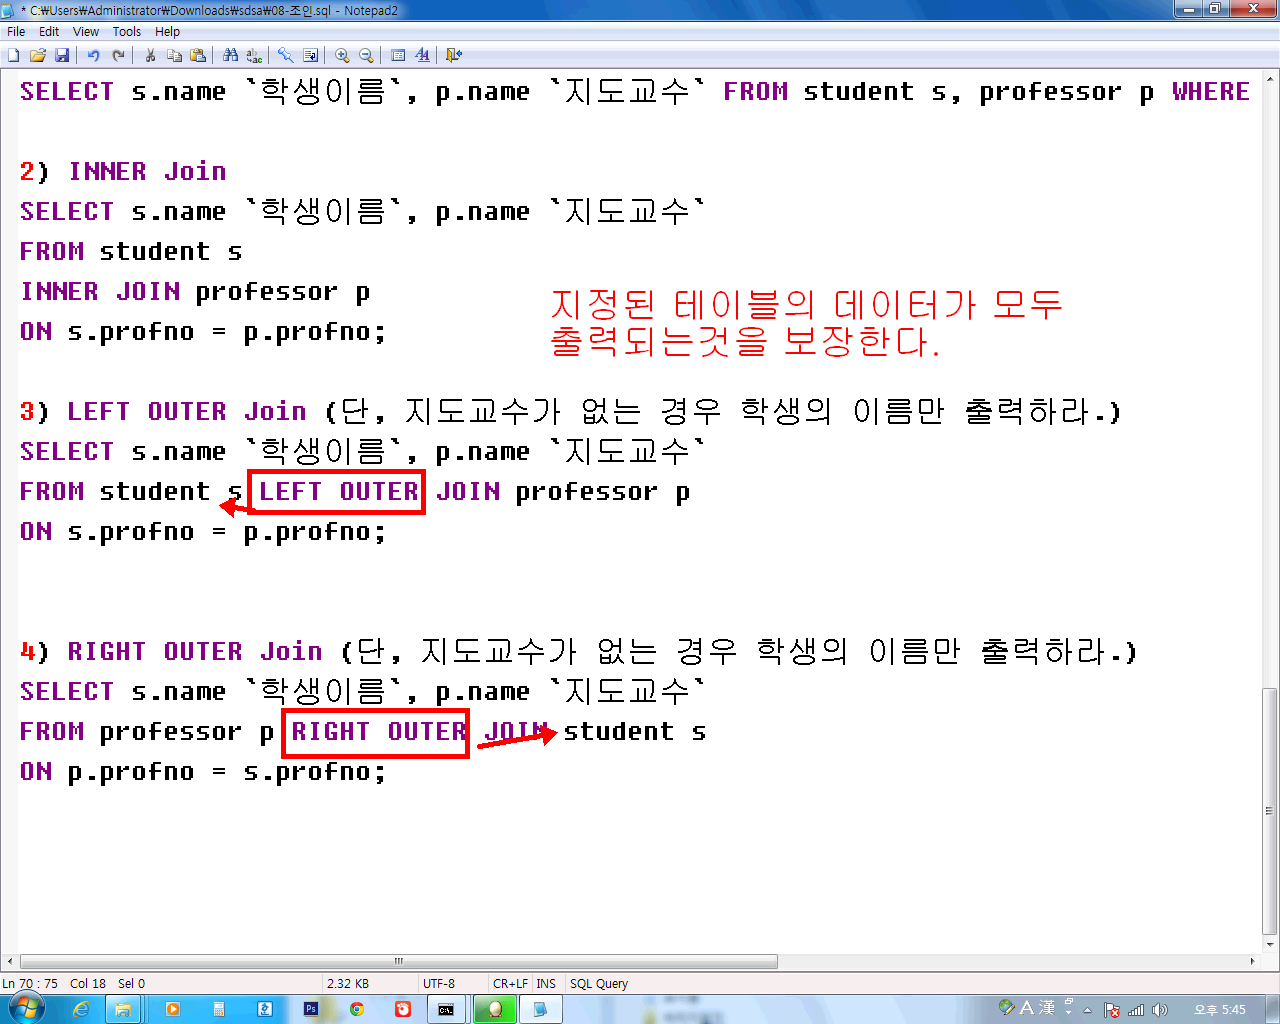 * C:₩Users₩Administrator₩Downloads₩sdsa₩08-조인.sql - Notepad2
File Edit View Tools Help
SELECT s.name `학생이름`, p.name `지도교수` FROM student s, professor p WHERE
2) INNER Join
SELECT s.name `학생이름`, p.name `지도교수`
FROM student s
INNER JOIN professor p
ON s.profno = p.profno;
지정된 테이블의 데이터가 모두
출력되는것을 보장한다.
3) LEFT OUTER Join (단, 지도교수가 없는 경우 학생의 이름만 출력하라.)
SELECT s.name `학생이름`, p.name `지도교수`
FROM student s LEFT OUTER JOIN professor p
ON s.profno = p.profno;
4) RIGHT OUTER Join (단, 지도교수가 없는 경우 학생의 이름만 출력하라.)
SELECT s.name `학생이름`, p.name `지도교수`
FROM professor p RIGHT OUTER JOIN student s
ON p.profno = s.profno;
Ln 70 : 75 Col 18 Sel 0 2.32 KB UTF-8 CR+LF INS SQL Query
A 漢 오후 5:45